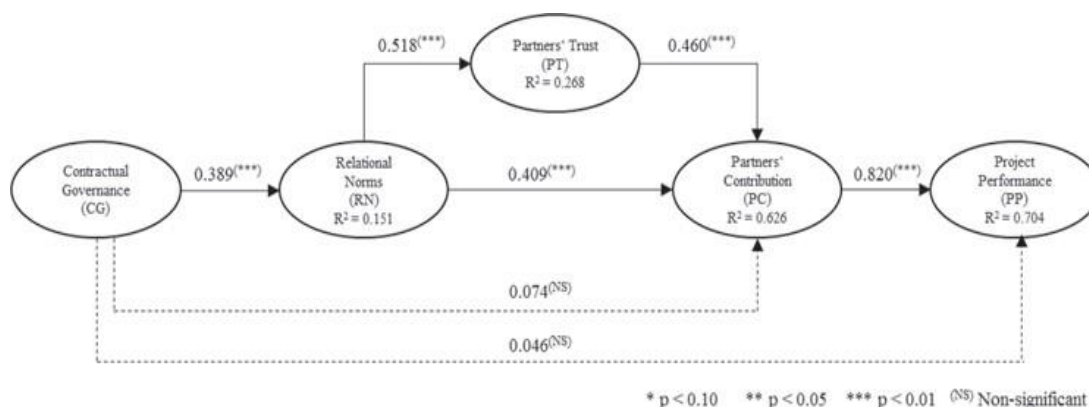 0.518(***)
Partners' Trust
(PT)
R² = 0.268
0.460(***)
Contractual
Governance
(CG)
0.389(***)
Relational
Norms
(RN)
R² = 0.151
0.409(***)
Partners'
Contribution
(PC)
R² = 0.626
0.820(***)
Project
Performance
(PP)
R² = 0.704
0.074(NS)
0.046(NS)
* p < 0.10 ** p < 0.05 *** p < 0.01 (NS) Non-significant